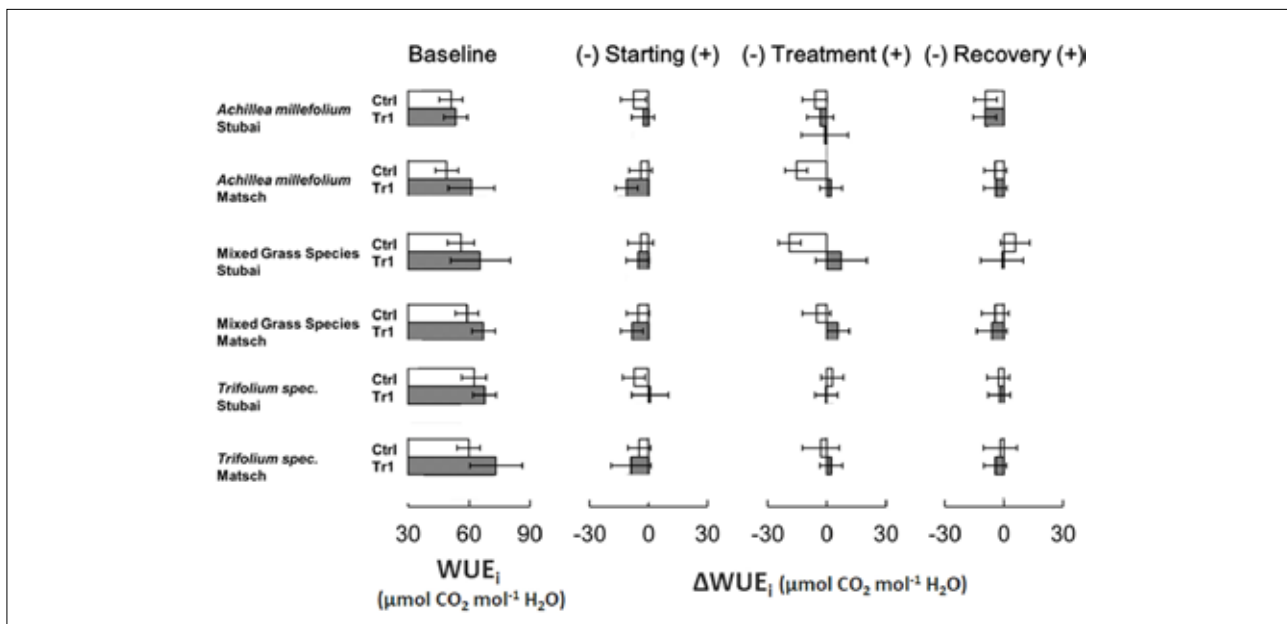 Baseline (-) Starting (+) (-) Treatment (+) (-) Recovery (+)
Achillea millefolium
Stubai
Ctrl
Tr1
Achillea millefolium
Matsch
Ctrl
Tr1
Mixed Grass Species
Stubai
Ctrl
Tr1
Mixed Grass Species
Matsch
Ctrl
Tr1
Trifolium spec.
Stubai
Ctrl
Tr1
Trifolium spec.
Matsch
Ctrl
Tr1
30 60 90 -30 0 30 -30 0 30 -30 0 30
WUEi
(μmol CO2 mol-1 H2O)
ΔWUEi (μmol CO2 mol-1 H2O)